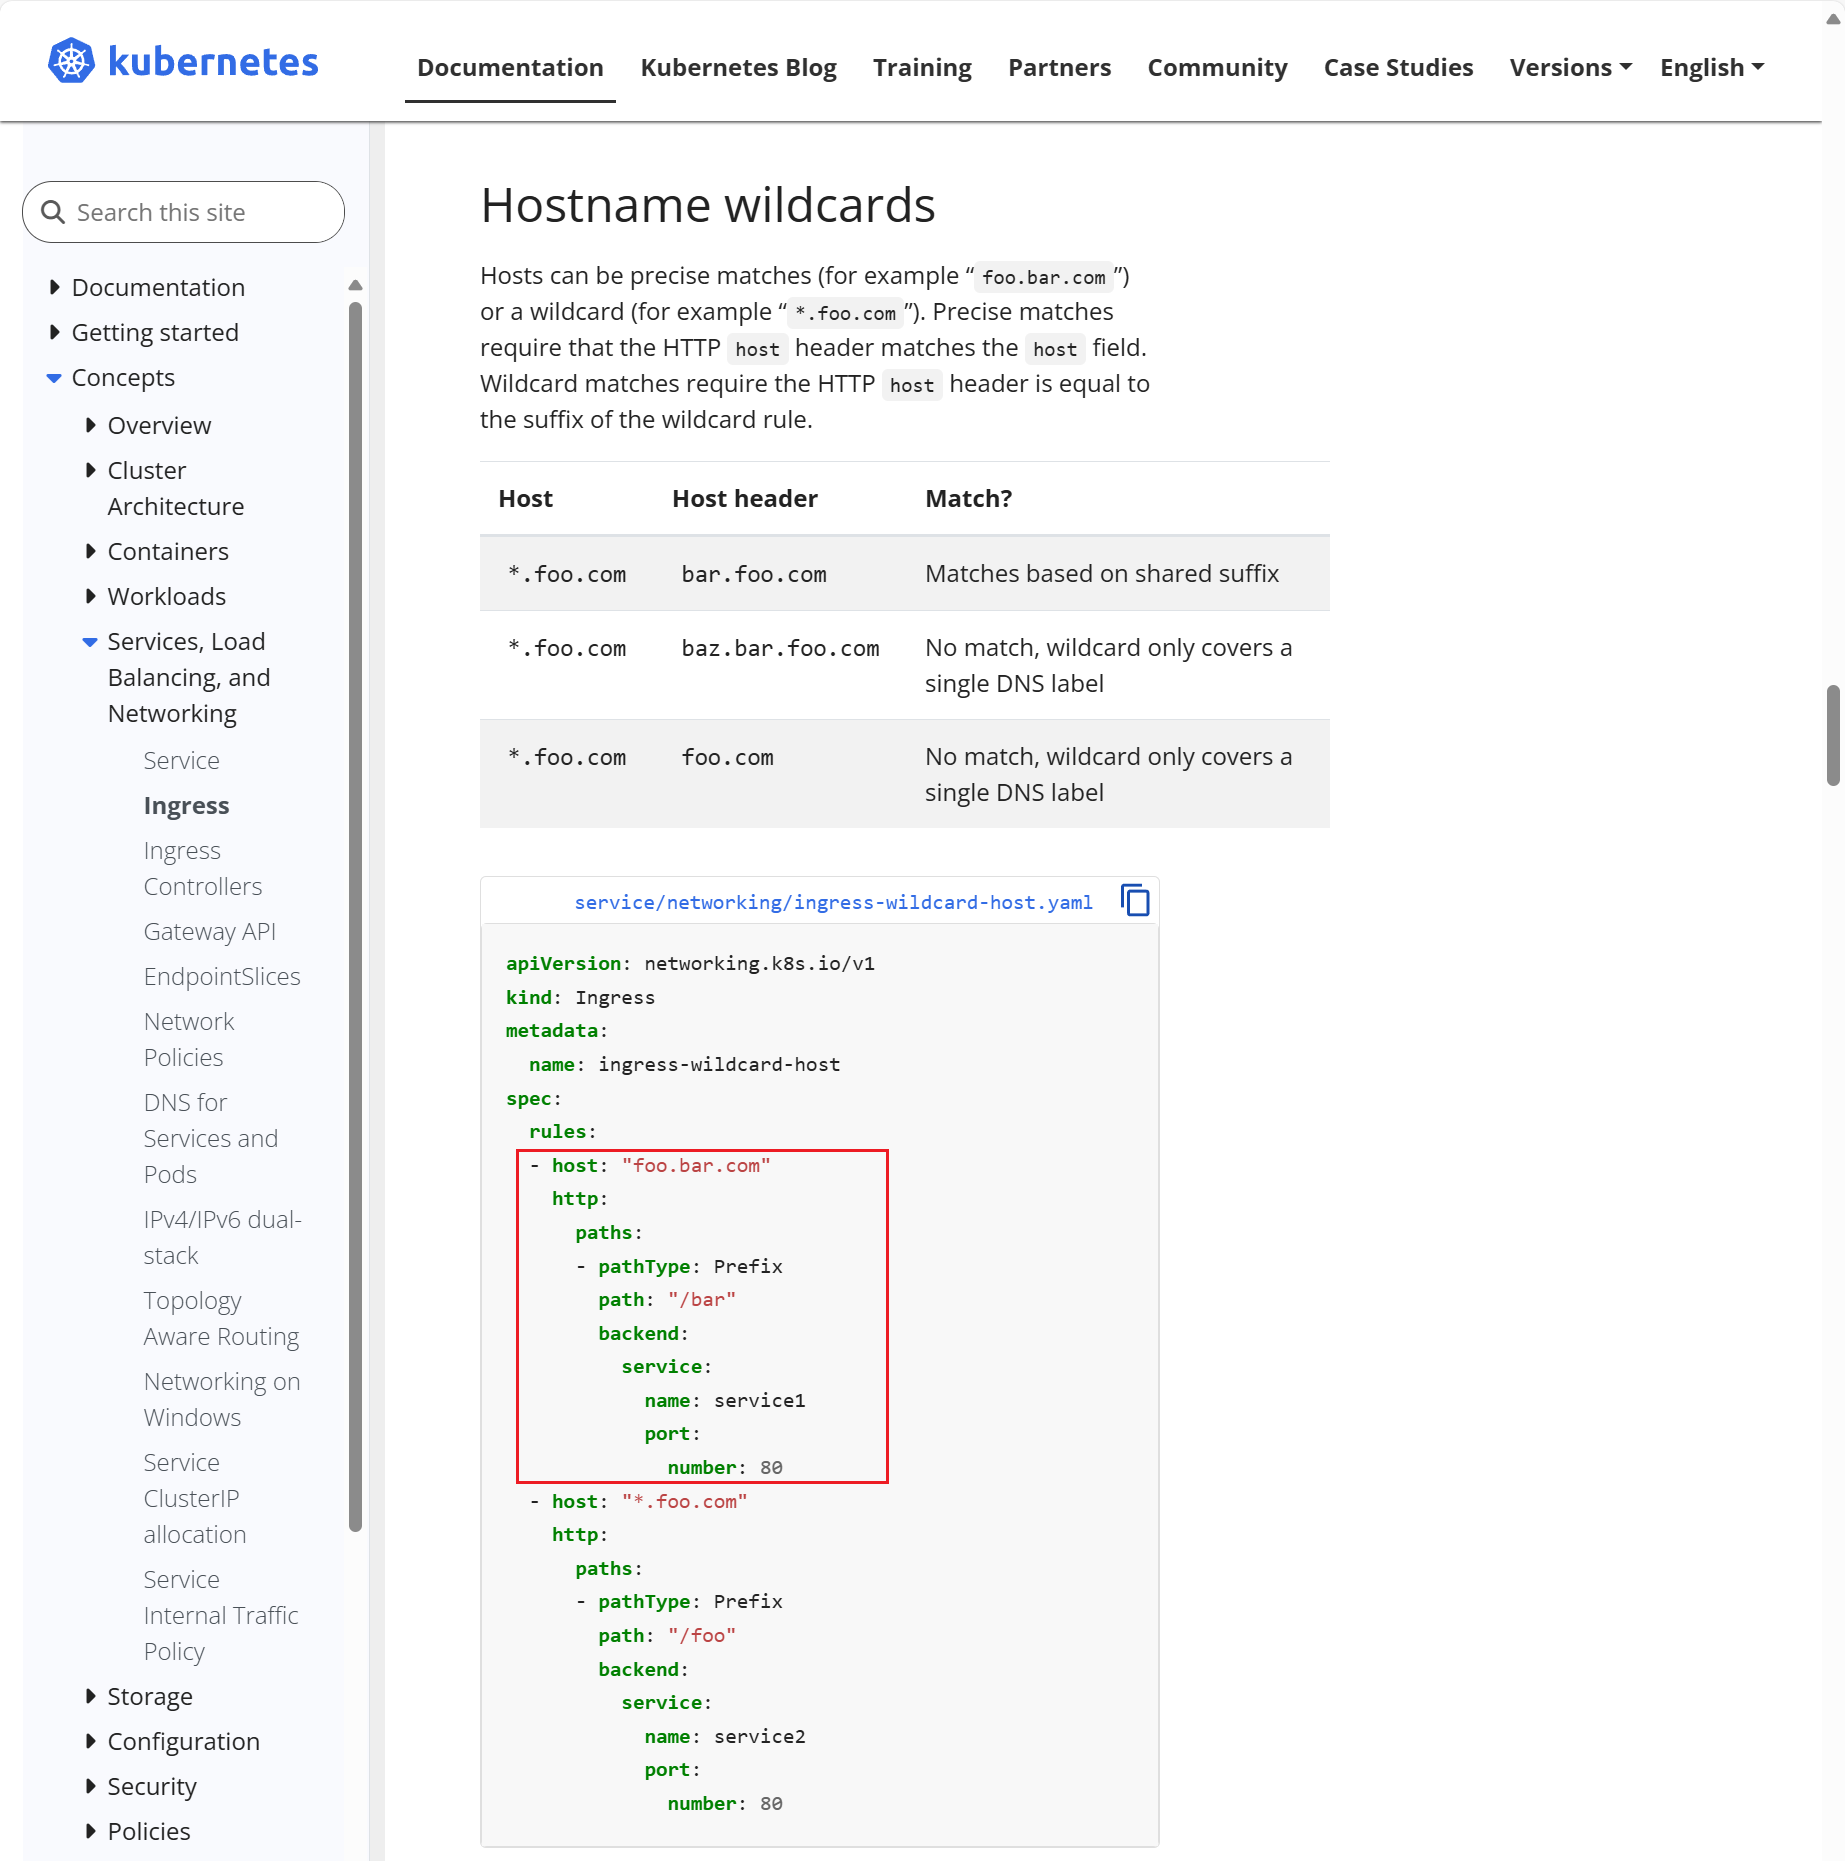 kubernetes
Documentation Kubernetes Blog Training Partners Community Case Studies Versions English
Search this site
Documentation
Getting started
Concepts
Overview
Cluster
Architecture
Containers
Workloads
Services, Load
Balancing, and
Networking
Service
Ingress
Ingress
Controllers
Gateway API
EndpointSlices
Network
Policies
DNS for
Services and
Pods
IPv4/IPv6 dual-
stack
Topology
Aware Routing
Networking on
Windows
Service
ClusterIP
allocation
Service
Internal Traffic
Policy
Storage
Configuration
Security
Policies
Hostname wildcards
Hosts can be precise matches (for example “foo.bar.com”)
or a wildcard (for example “*.foo.com”). Precise matches
require that the HTTP host header matches the host field.
Wildcard matches require the HTTP host header is equal to
the suffix of the wildcard rule.
Host Host header Match?
*.foo.com bar.foo.com Matches based on shared suffix
*.foo.com baz.bar.foo.com No match, wildcard only covers a
single DNS label
*.foo.com foo.com No match, wildcard only covers a
single DNS label
service/networking/ingress-wildcard-host.yaml
apiVersion: networking.k8s.io/v1
kind: Ingress
metadata:
  name: ingress-wildcard-host
spec:
  rules:
  - host: "foo.bar.com"
    http:
      paths:
      - pathType: Prefix
        path: "/bar"
        backend:
          service:
            name: service1
            port:
              number: 80
  - host: "*.foo.com"
    http:
      paths:
      - pathType: Prefix
        path: "/foo"
        backend:
          service:
            name: service2
            port:
              number: 80